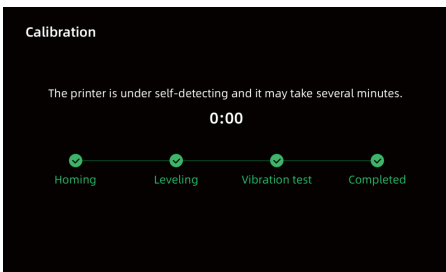 Calibration
The printer is under self-detecting and it may take several minutes.
0:00
Homing Leveling Vibration test Completed